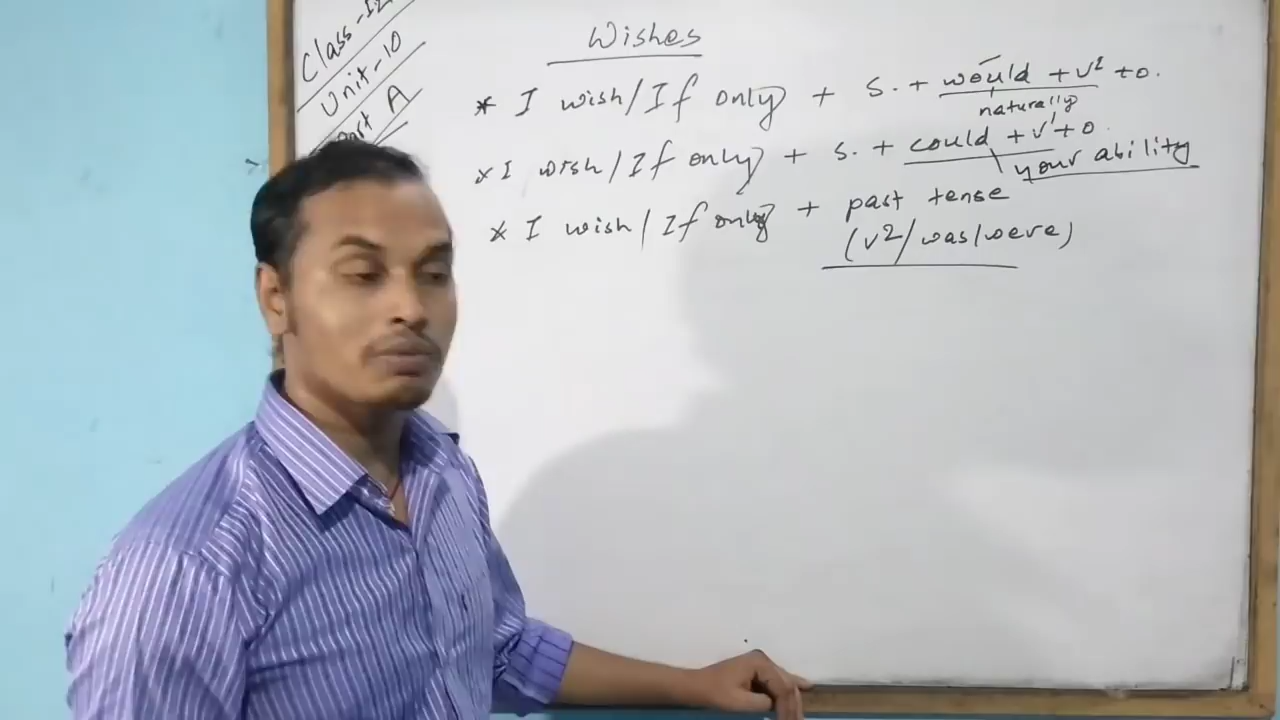 Class-12
Unit-10
Part A
Wishes
* I wish/If only + S. + would + v² + o.
naturally
* I wish/If only + S. + could + v¹ + o.
your ability
* I wish/If only + past tense
(v²/was/were)